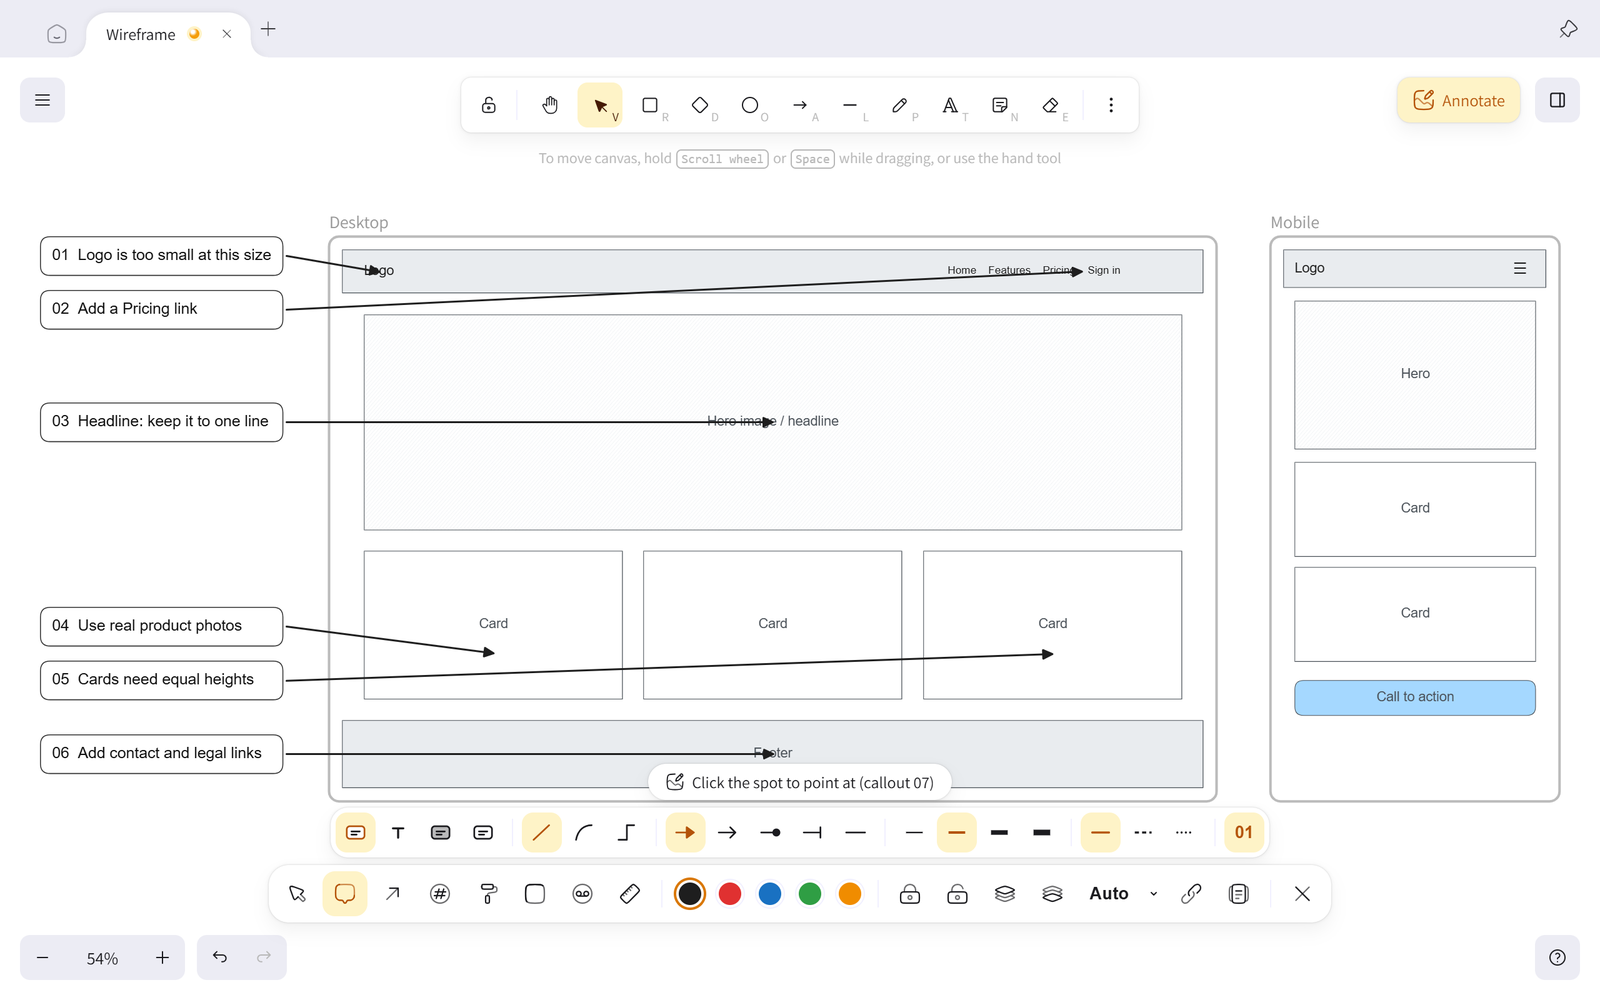 Wireframe
Annotate
V
R
D
O
A
L
P
T
N
E
To move canvas, hold Scroll wheel or Space while dragging, or use the hand tool
Desktop
Mobile
01 Logo is too small at this size
02 Add a Pricing link
03 Headline: keep it to one line
04 Use real product photos
05 Cards need equal heights
06 Add contact and legal links
Logo
Home Features Pricing Sign in
Hero image / headline
Card
Card
Card
Footer
Logo
Hero
Card
Card
Call to action
Click the spot to point at (callout 07)
01
Auto
54%